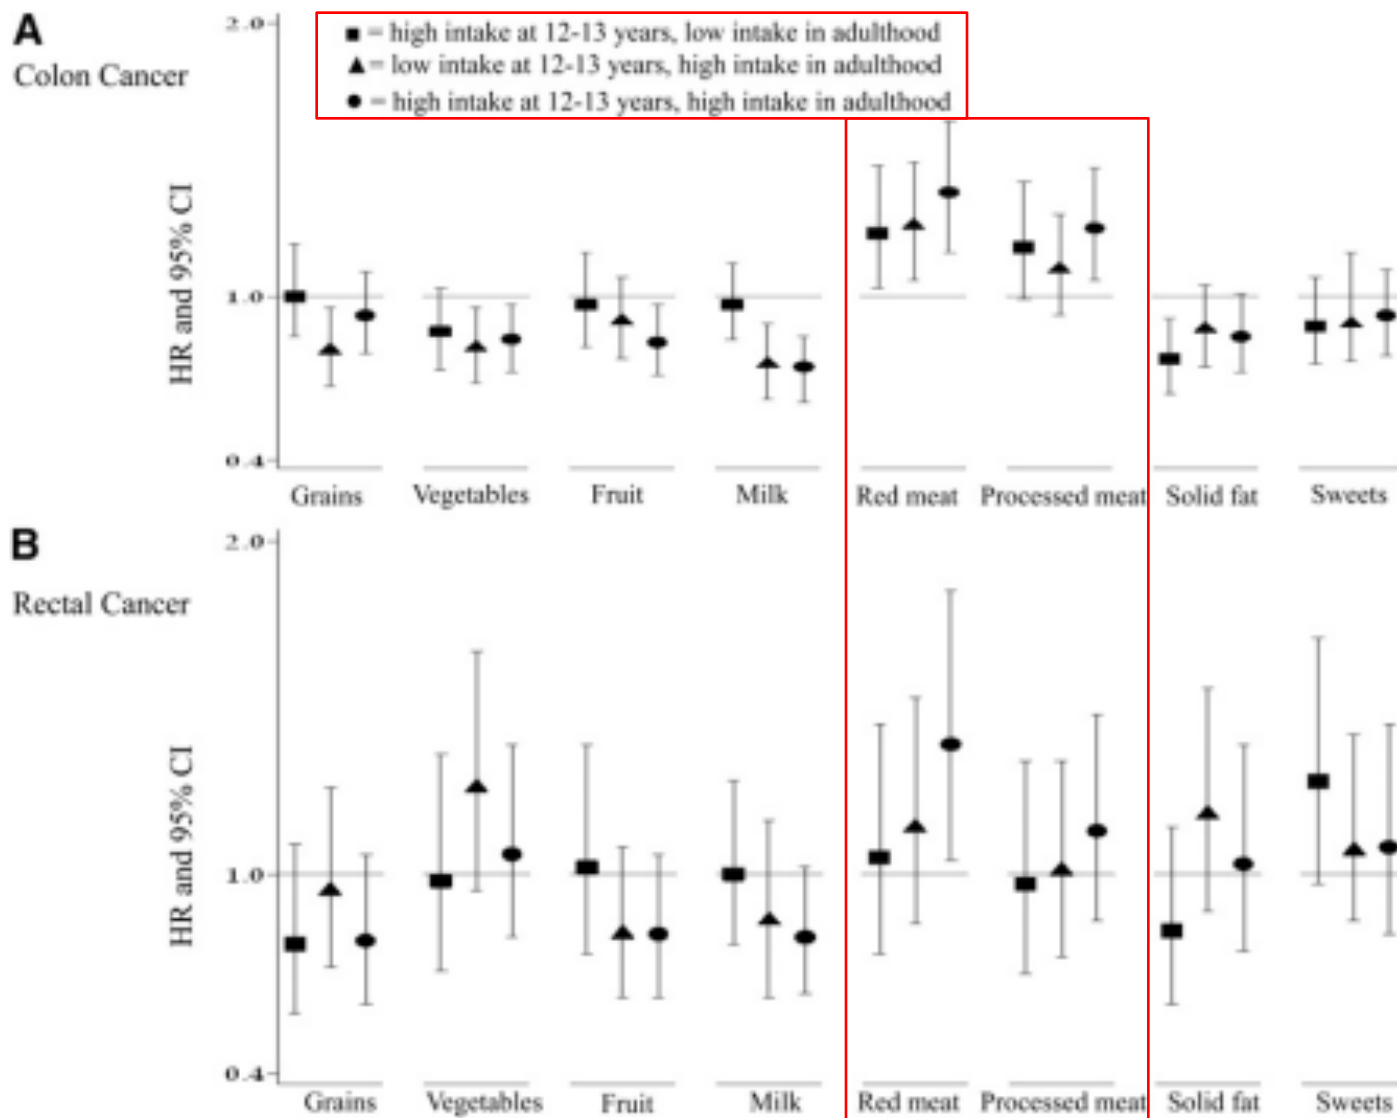 A
Colon Cancer
2.0
■ = high intake at 12-13 years, low intake in adulthood
▲ = low intake at 12-13 years, high intake in adulthood
● = high intake at 12-13 years, high intake in adulthood
HR and 95% CI
1.0
0.4
Grains Vegetables Fruit Milk Red meat Processed meat Solid fat Sweets
B
Rectal Cancer
2.0
HR and 95% CI
1.0
0.4
Grains Vegetables Fruit Milk Red meat Processed meat Solid fat Sweets